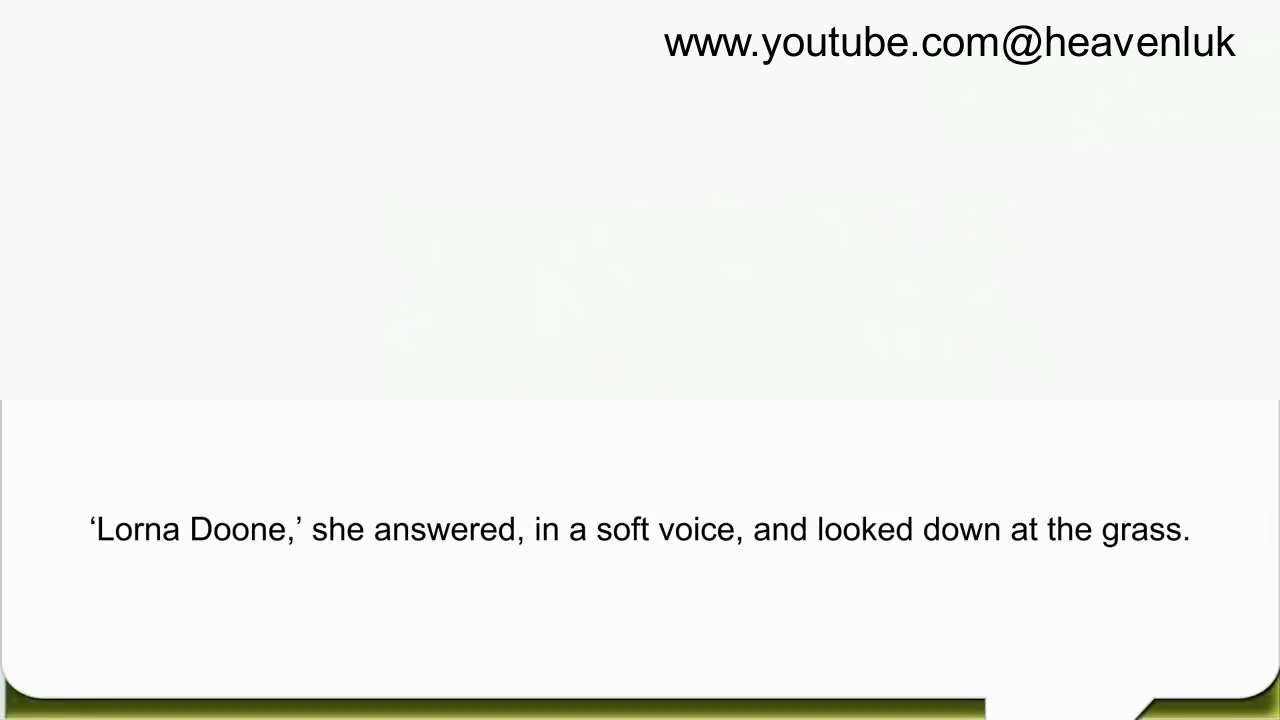 www.youtube.com@heavenluk
‘Lorna Doone,’ she answered, in a soft voice, and looked down at the grass.